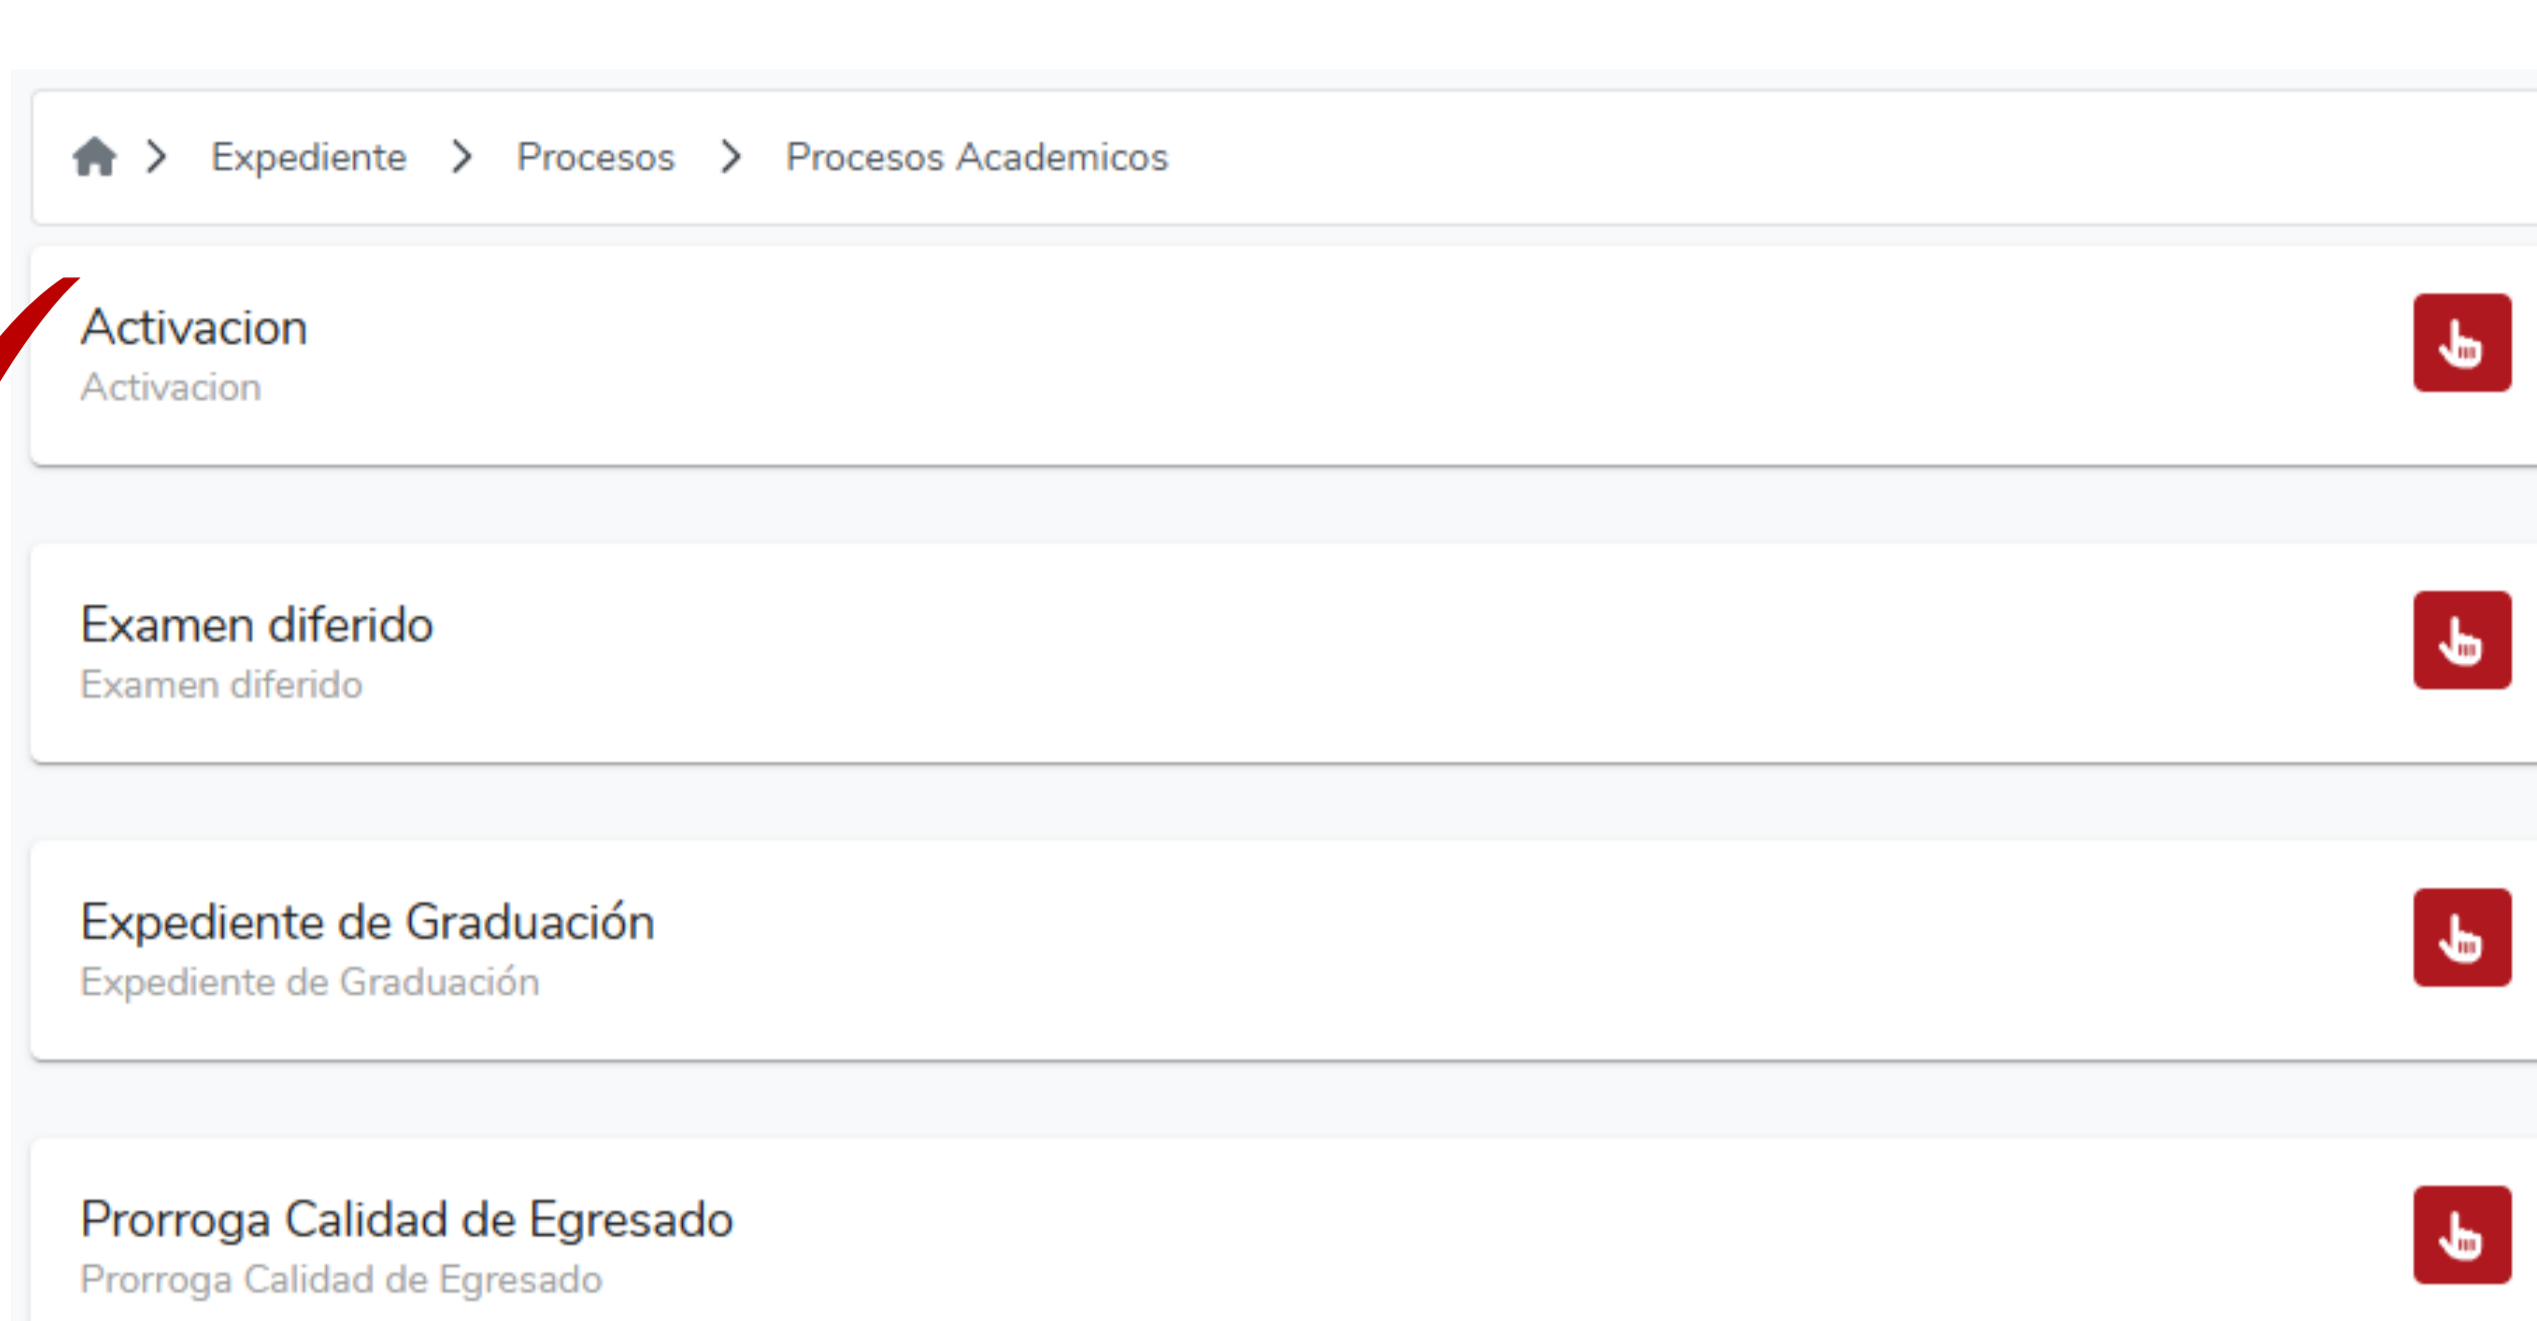 Expediente > Procesos > Procesos Academicos
Activacion
Activacion
Examen diferido
Examen diferido
Expediente de Graduación
Expediente de Graduación
Prorroga Calidad de Egresado
Prorroga Calidad de Egresado